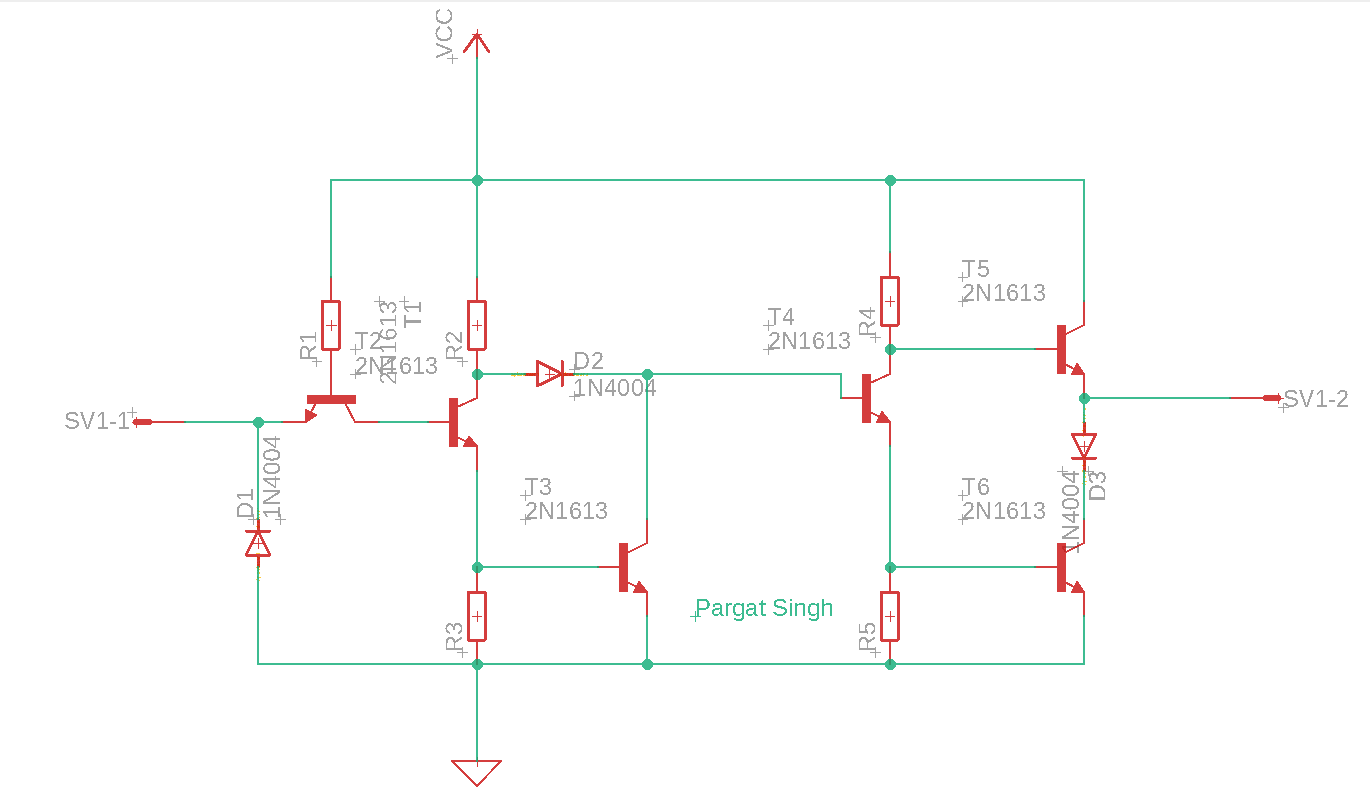 VCC
T5
2N1613
T1
2N1613
R1
T2
2N1613
R2
T4
2N1613
R4
D2
1N4004
SV1-1
SV1-2
D1
1N4004
T3
2N1613
T6
2N1613
1N4004
D3
Pargat Singh
R3
R5